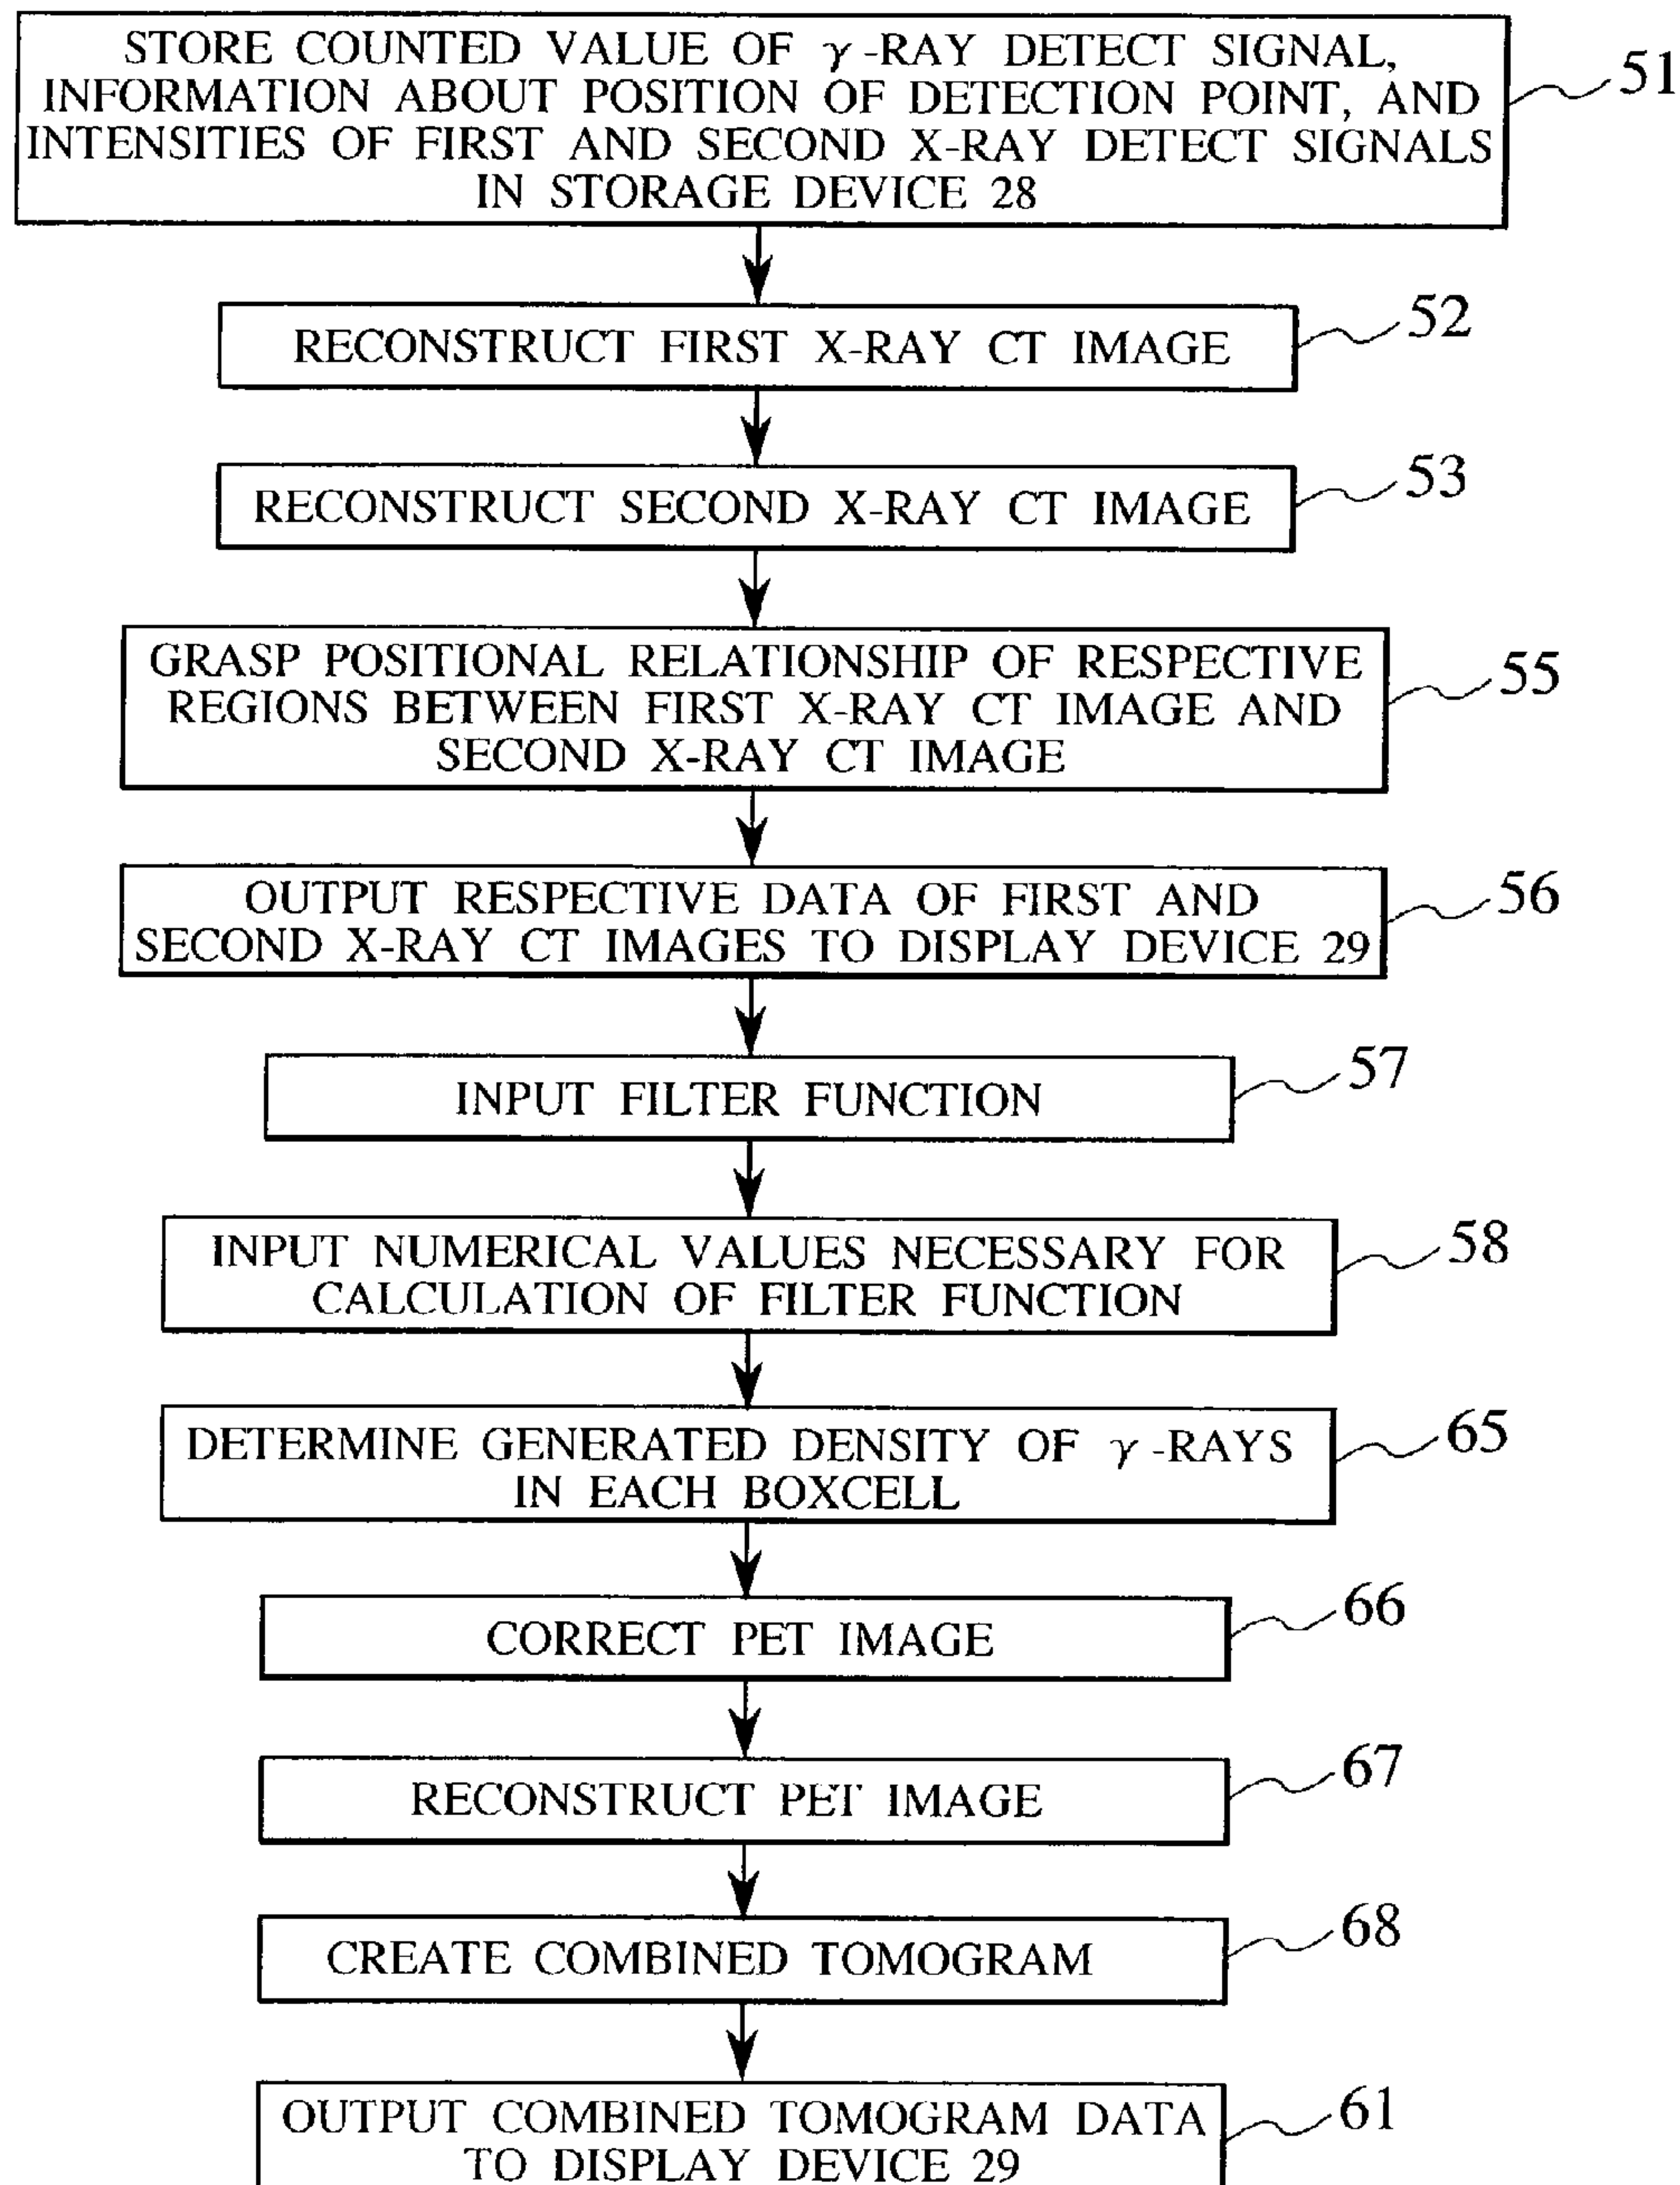 STORE COUNTED VALUE OF γ-RAY DETECT SIGNAL,
INFORMATION ABOUT POSITION OF DETECTION POINT, AND
INTENSITIES OF FIRST AND SECOND X-RAY DETECT SIGNALS
IN STORAGE DEVICE 28
51
RECONSTRUCT FIRST X-RAY CT IMAGE
52
RECONSTRUCT SECOND X-RAY CT IMAGE
53
GRASP POSITIONAL RELATIONSHIP OF RESPECTIVE
REGIONS BETWEEN FIRST X-RAY CT IMAGE AND
SECOND X-RAY CT IMAGE
55
OUTPUT RESPECTIVE DATA OF FIRST AND
SECOND X-RAY CT IMAGES TO DISPLAY DEVICE 29
56
INPUT FILTER FUNCTION
57
INPUT NUMERICAL VALUES NECESSARY FOR
CALCULATION OF FILTER FUNCTION
58
DETERMINE GENERATED DENSITY OF γ-RAYS
IN EACH BOXCELL
65
CORRECT PET IMAGE
66
RECONSTRUCT PET IMAGE
67
CREATE COMBINED TOMOGRAM
68
OUTPUT COMBINED TOMOGRAM DATA
TO DISPLAY DEVICE 29
61